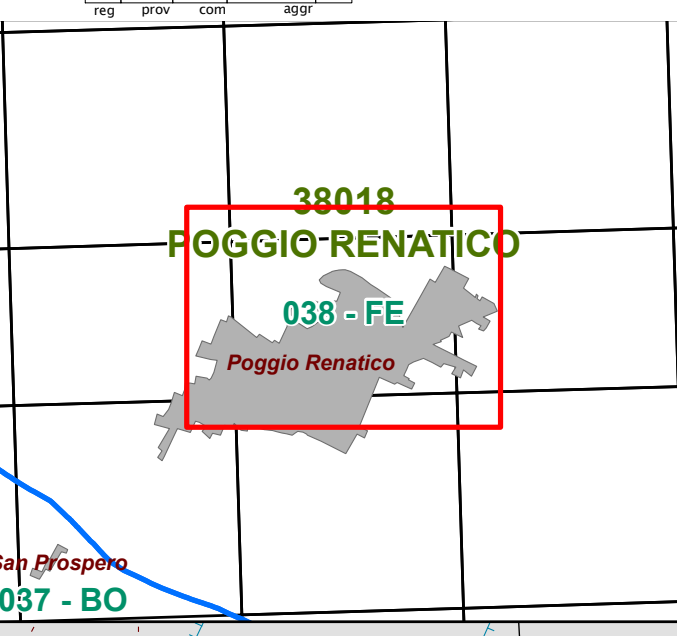 reg prov com aggr
38018
POGGIO RENATICO
038 - FE
Poggio Renatico
San Prospero
037 - BO